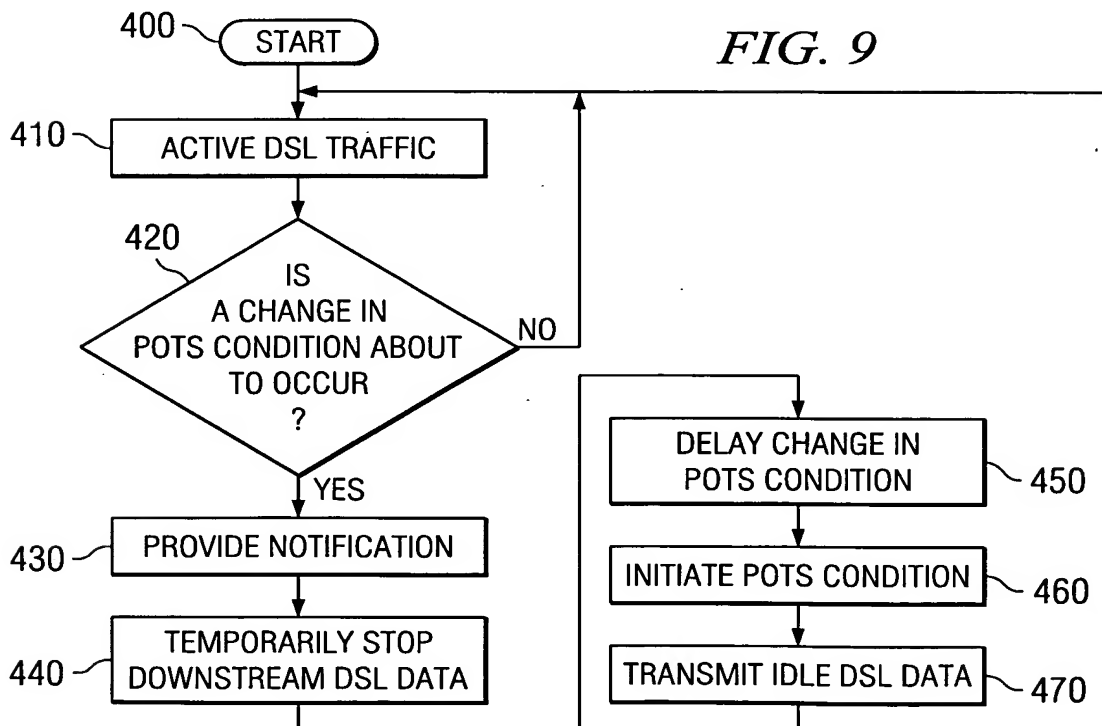 FIG. 9
400
START
410
ACTIVE DSL TRAFFIC
420
IS
A CHANGE IN
POTS CONDITION ABOUT
TO OCCUR
?
NO
YES
430
PROVIDE NOTIFICATION
440
TEMPORARILY STOP
DOWNSTREAM DSL DATA
DELAY CHANGE IN
POTS CONDITION
450
INITIATE POTS CONDITION
460
TRANSMIT IDLE DSL DATA
470